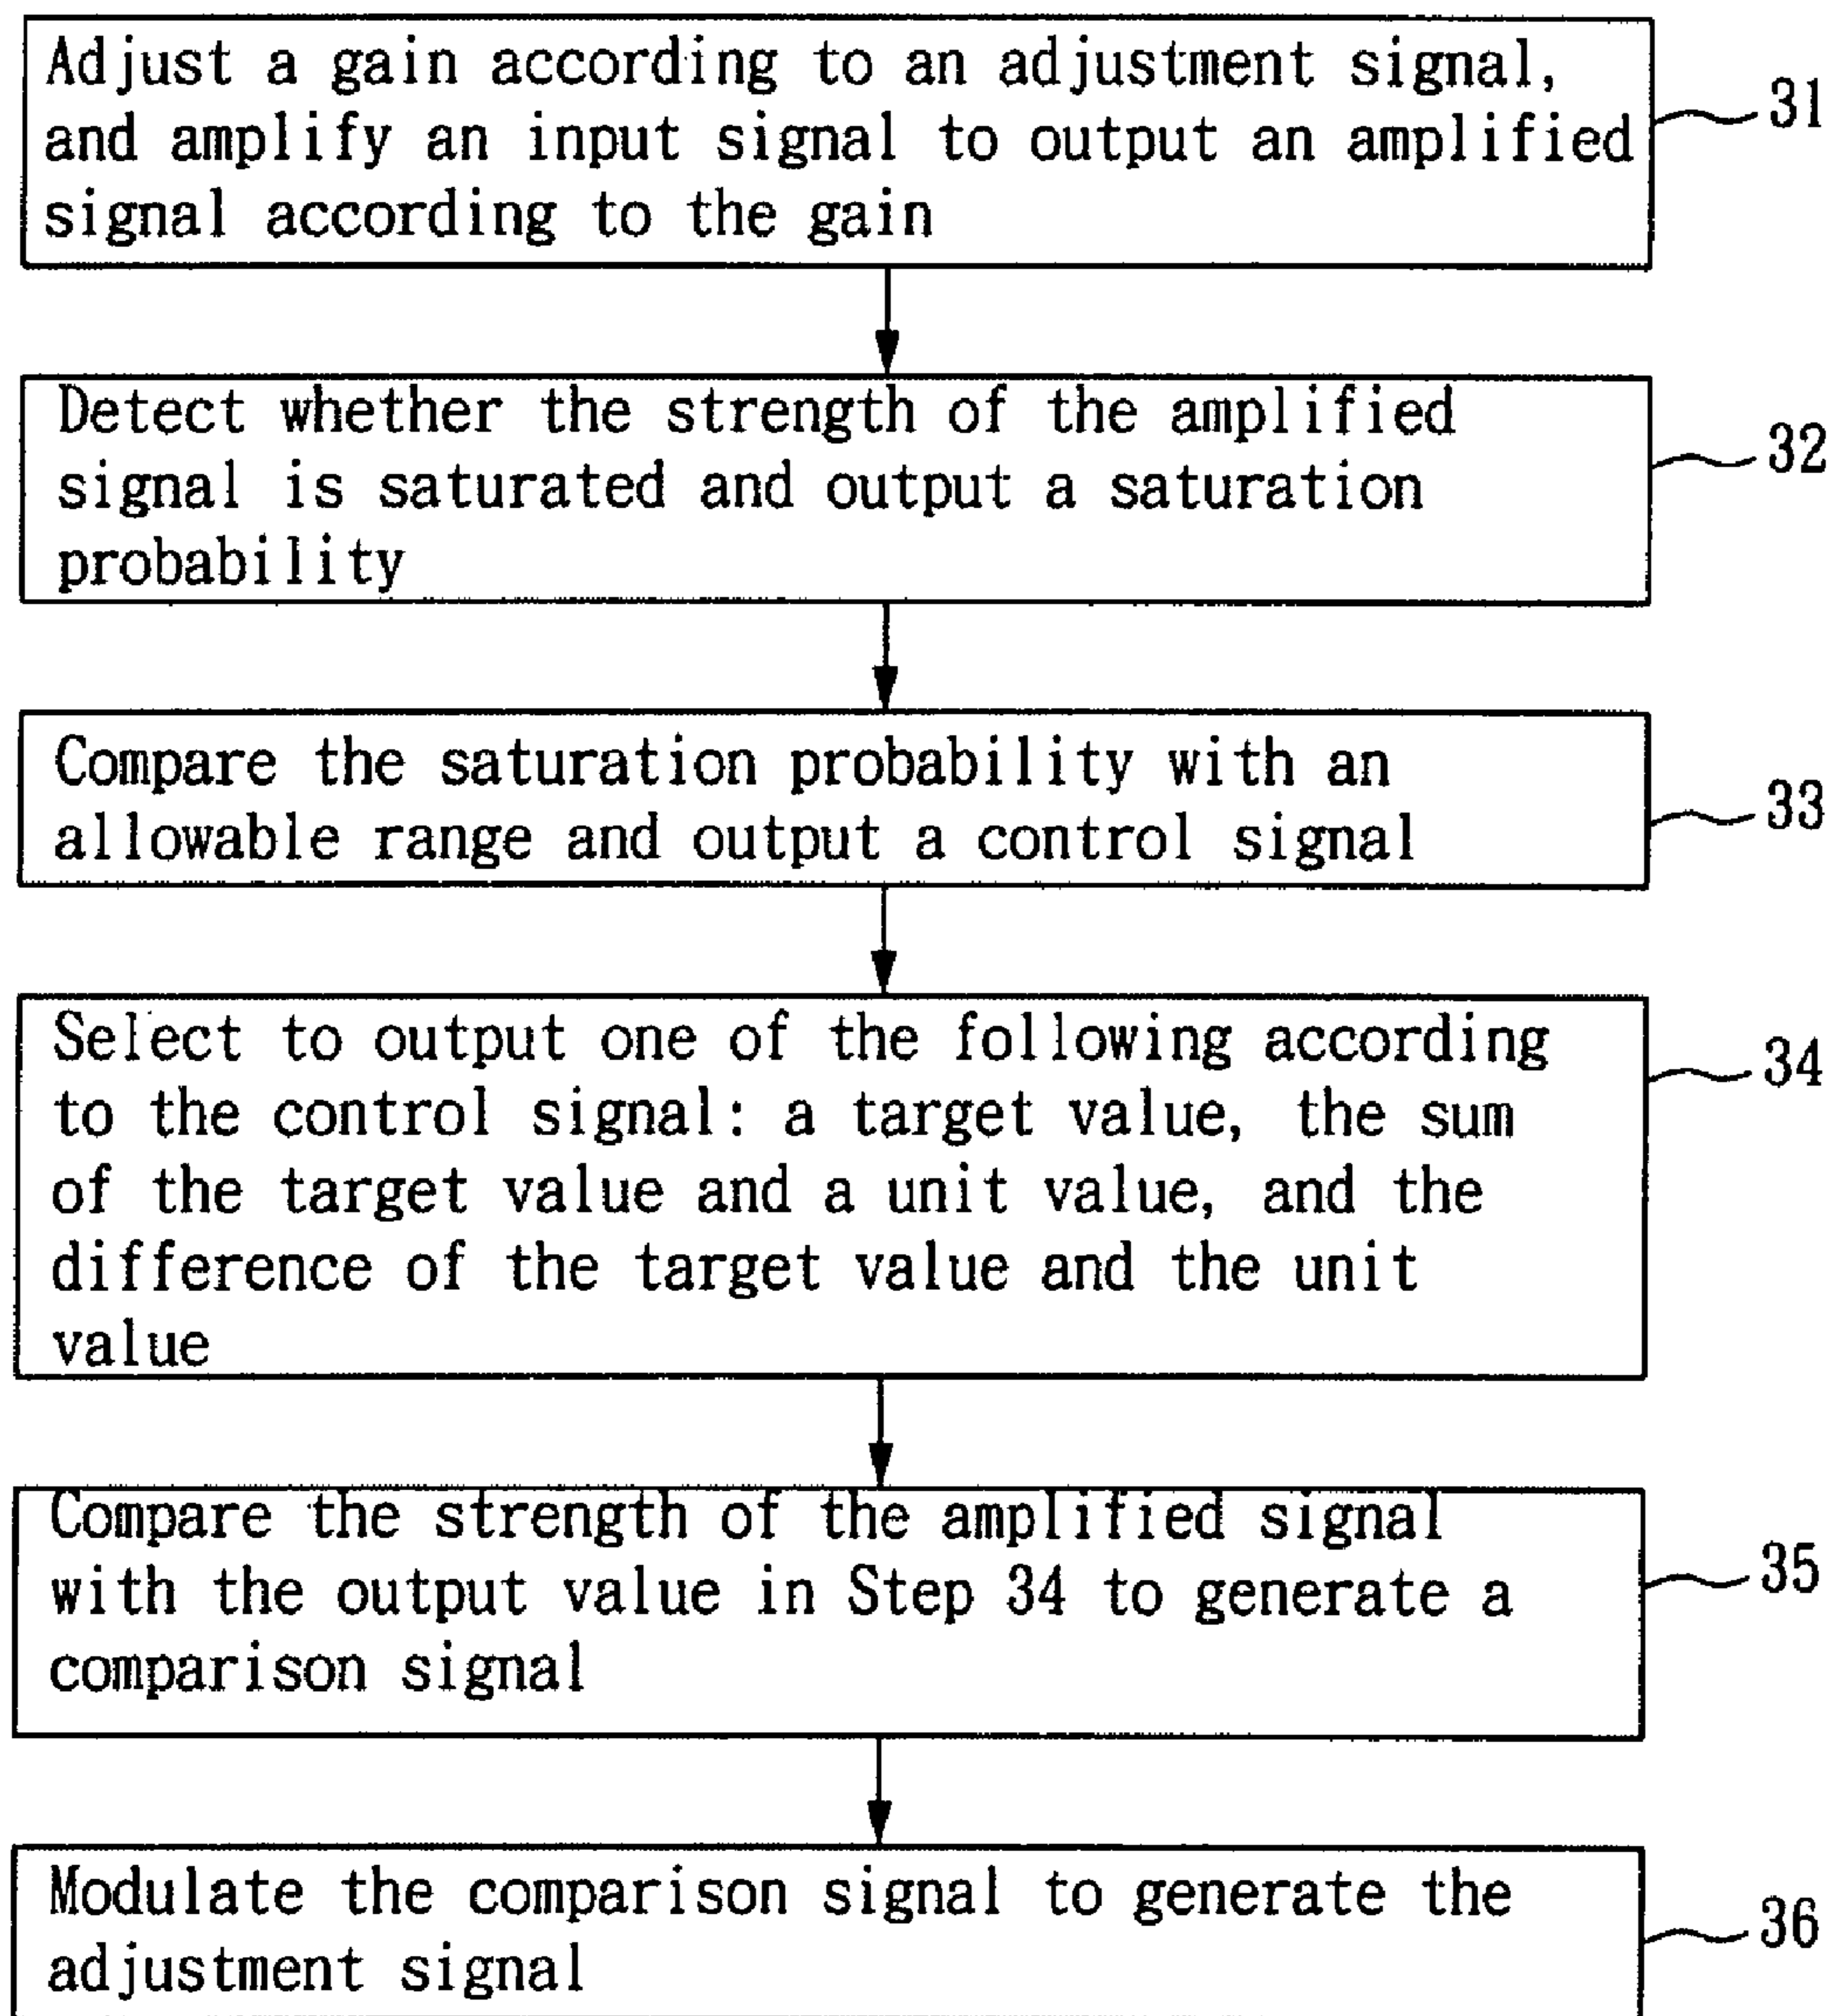 Adjust a gain according to an adjustment signal,
and amplify an input signal to output an amplified
signal according to the gain
31
Detect whether the strength of the amplified
signal is saturated and output a saturation
probability
32
Compare the saturation probability with an
allowable range and output a control signal
33
Select to output one of the following according
to the control signal: a target value, the sum
of the target value and a unit value, and the
difference of the target value and the unit
value
34
Compare the strength of the amplified signal
with the output value in Step 34 to generate a
comparison signal
35
Modulate the comparison signal to generate the
adjustment signal
36